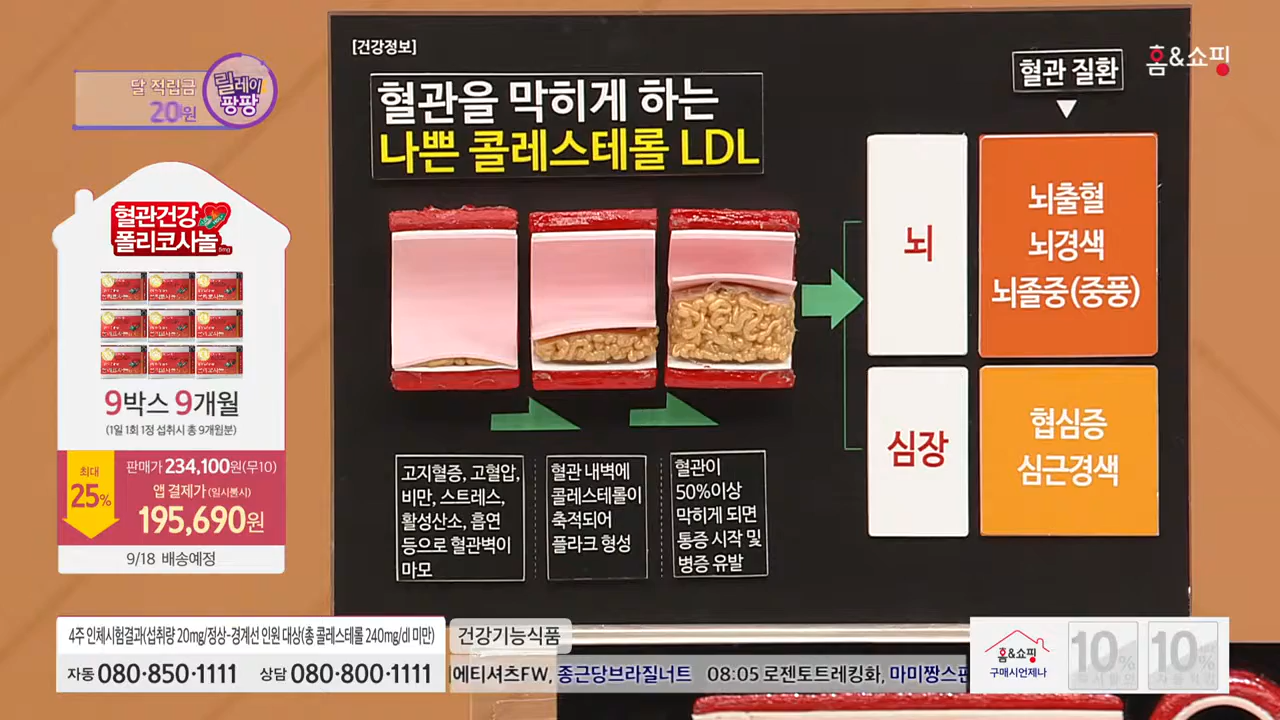 [건강정보]
혈관을 막히게 하는
나쁜 콜레스테롤 LDL
혈관 질환
홈&쇼핑
달 적립금
20원
릴레이
팡팡
혈관건강
폴리코사놀
9박스 9개월
(1일 1회 1정 섭취시 총 9개월분)
최대
25%
판매가 234,100원(무10)
앱 결제가(일시불시)
195,690원
9/18 배송예정
뇌
뇌출혈
뇌경색
뇌졸중(중풍)
심장
협심증
심근경색
고지혈증, 고혈압,
비만, 스트레스,
활성산소, 흡연
등으로 혈관벽이
마모
혈관 내벽에
콜레스테롤이
축적되어
플라크 형성
혈관이
50%이상
막히게 되면
통증 시작 및
병증 유발
4주 인체시험결과(섭취량 20mg/정상-경계선 인원 대상(총 콜레스테롤 240mg/dl 미만)
건강기능식품
자동 080·850·1111 상담 080·800·1111
에티셔츠FW, 종근당브라질너트 08:05 로젠토트레킹화, 마미짱스판
홈&쇼핑
구매시언제나
10%
10%